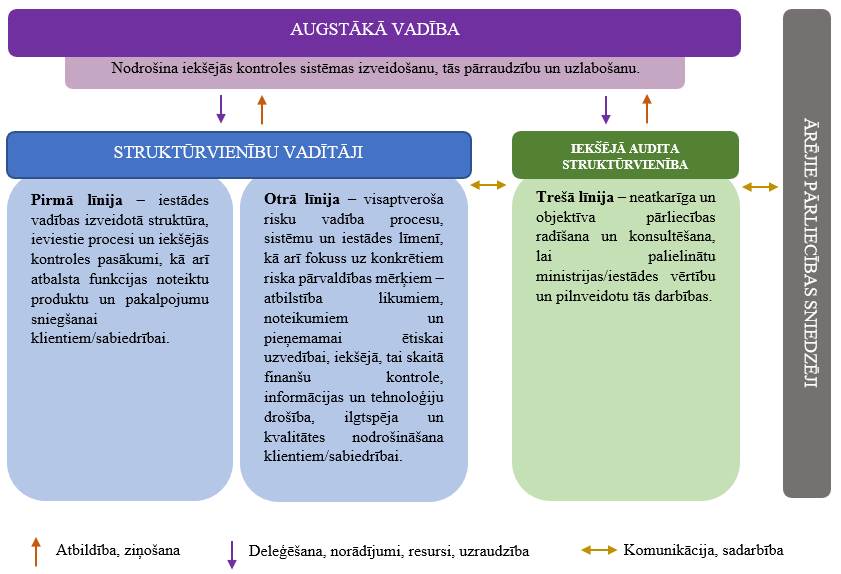 AUGSTĀKĀ VADĪBA
Nodrošina iekšējās kontroles sistēmas izveidošanu, tās pārraudzību un uzlabošanu.
STRUKTŪRVIENĪBU VADĪTĀJI
Pirmā līnija – iestādes
vadības izveidotā struktūra,
ieviestie procesi un iekšējās
kontroles pasākumi, kā arī
atbalsta funkcijas noteiktu
produktu un pakalpojumu
sniegšanai
klientiem/sabiedrībai.
Otrā līnija – visaptveroša
risku vadība procesu,
sistēmu un iestādes līmenī,
kā arī fokuss uz konkrētiem
riska pārvaldības mērķiem –
atbilstība likumiem,
noteikumiem un
pieņemamai ētiskai
uzvedībai, iekšējā, tai skaitā
finanšu kontrole,
informācijas un tehnoloģiju
drošība, ilgtspēja un
kvalitātes nodrošināšana
klientiem/sabiedrībai.
IEKŠĒJĀ AUDITA
STRUKTŪRVIENĪBA
Trešā līnija – neatkarīga un
objektīva pārliecības
radīšana un konsultēšana,
lai palielinātu
ministrijas/iestādes vērtību
un pilnveidotu tās darbības.
ĀRĒJIE PĀRLIECĪBAS SNIEDZĒJI
Atbildība, ziņošana
Deleģēšana, norādījumi, resursi, uzraudzība
Komunikācija, sadarbība